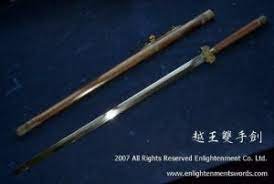 越王雙手劍
2007 All Rights Reserved Enlightenment Co. Ltd.
www.enlightenmentswords.com